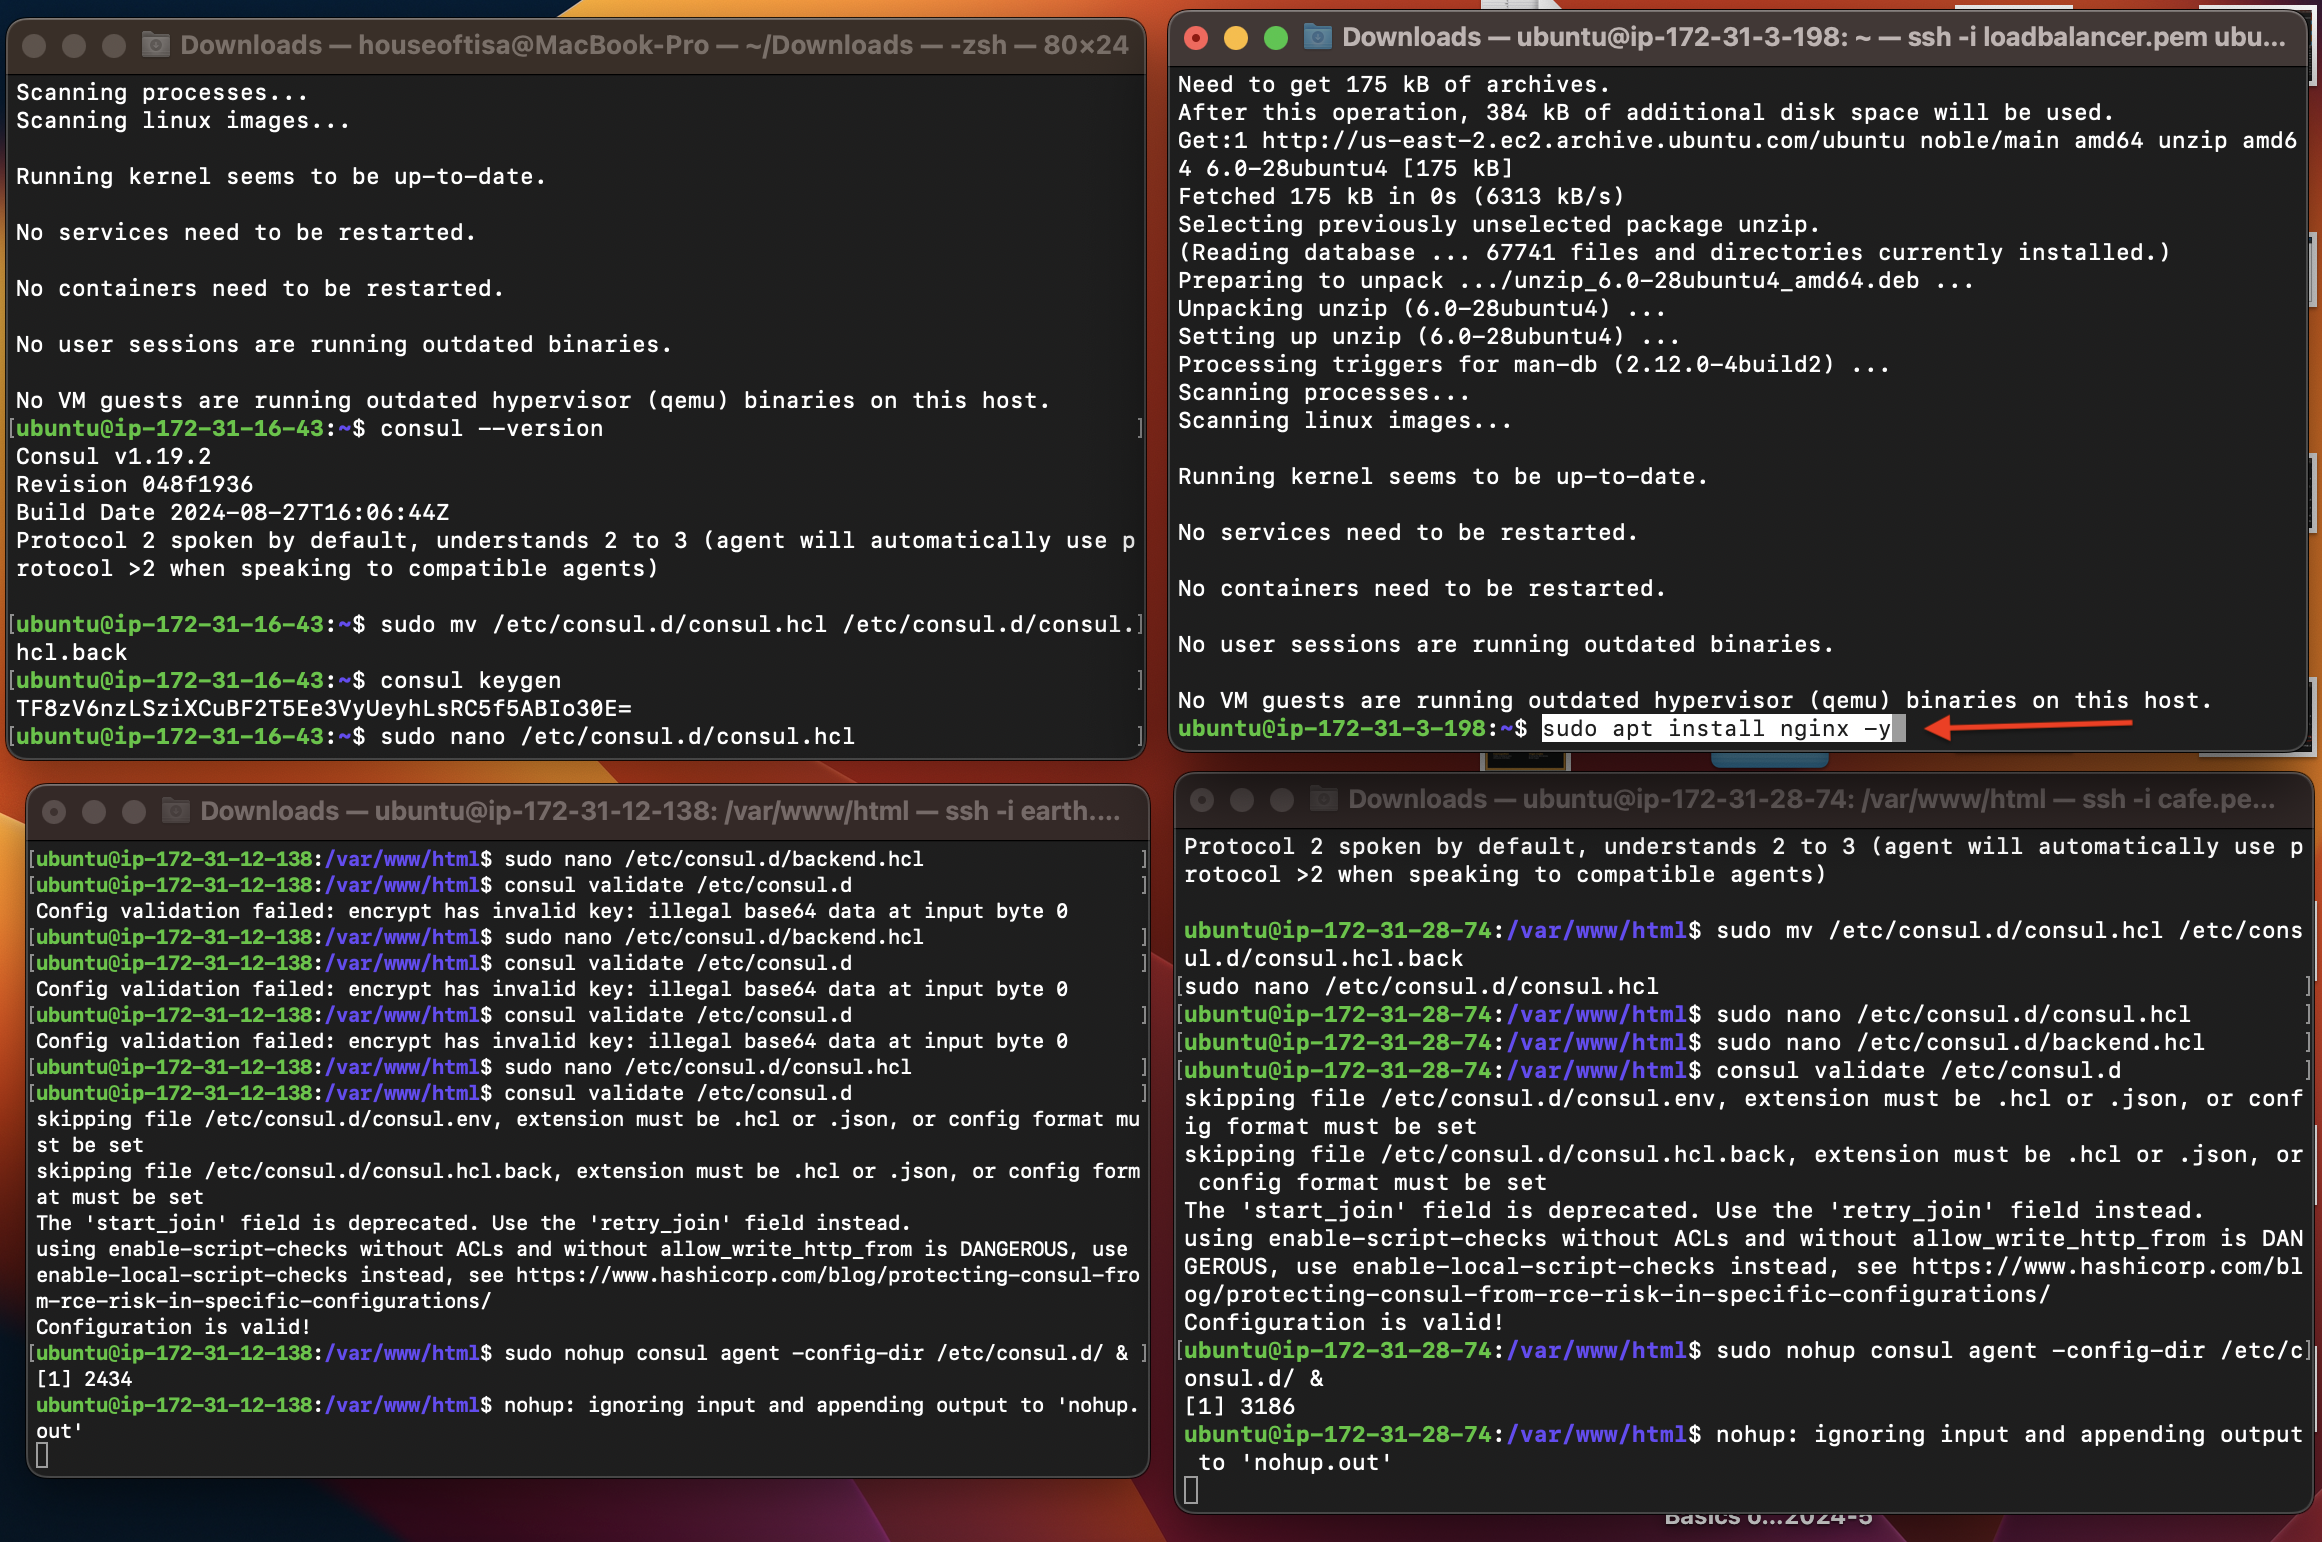 Downloads — houseoftisa@MacBook-Pro — ~/Downloads — -zsh — 80×24
Scanning processes...
Scanning linux images...
Running kernel seems to be up-to-date.
No services need to be restarted.
No containers need to be restarted.
No user sessions are running outdated binaries.
No VM guests are running outdated hypervisor (qemu) binaries on this host.
[ubuntu@ip-172-31-16-43:~$ consul --version ]
Consul v1.19.2
Revision 048f1936
Build Date 2024-08-27T16:06:44Z
Protocol 2 spoken by default, understands 2 to 3 (agent will automatically use p
rotocol >2 when speaking to compatible agents)
[ubuntu@ip-172-31-16-43:~$ sudo mv /etc/consul.d/consul.hcl /etc/consul.d/consul.]
hcl.back
[ubuntu@ip-172-31-16-43:~$ consul keygen ]
TF8zV6nzLSziXCuBF2T5Ee3VyUeyhLsRC5f5ABIo30E=
[ubuntu@ip-172-31-16-43:~$ sudo nano /etc/consul.d/consul.hcl ]
Downloads — ubuntu@ip-172-31-3-198: ~ — ssh -i loadbalancer.pem ubu...
Need to get 175 kB of archives.
After this operation, 384 kB of additional disk space will be used.
Get:1 http://us-east-2.ec2.archive.ubuntu.com/ubuntu noble/main amd64 unzip amd6
4 6.0-28ubuntu4 [175 kB]
Fetched 175 kB in 0s (6313 kB/s)
Selecting previously unselected package unzip.
(Reading database ... 67741 files and directories currently installed.)
Preparing to unpack .../unzip_6.0-28ubuntu4_amd64.deb ...
Unpacking unzip (6.0-28ubuntu4) ...
Setting up unzip (6.0-28ubuntu4) ...
Processing triggers for man-db (2.12.0-4build2) ...
Scanning processes...
Scanning linux images...
Running kernel seems to be up-to-date.
No services need to be restarted.
No containers need to be restarted.
No user sessions are running outdated binaries.
No VM guests are running outdated hypervisor (qemu) binaries on this host.
ubuntu@ip-172-31-3-198:~$ sudo apt install nginx -y
Downloads — ubuntu@ip-172-31-12-138: /var/www/html — ssh -i earth....
[ubuntu@ip-172-31-12-138:/var/www/html$ sudo nano /etc/consul.d/backend.hcl ]
[ubuntu@ip-172-31-12-138:/var/www/html$ consul validate /etc/consul.d ]
Config validation failed: encrypt has invalid key: illegal base64 data at input byte 0
[ubuntu@ip-172-31-12-138:/var/www/html$ sudo nano /etc/consul.d/backend.hcl ]
[ubuntu@ip-172-31-12-138:/var/www/html$ consul validate /etc/consul.d ]
Config validation failed: encrypt has invalid key: illegal base64 data at input byte 0
[ubuntu@ip-172-31-12-138:/var/www/html$ consul validate /etc/consul.d ]
Config validation failed: encrypt has invalid key: illegal base64 data at input byte 0
[ubuntu@ip-172-31-12-138:/var/www/html$ sudo nano /etc/consul.d/consul.hcl ]
[ubuntu@ip-172-31-12-138:/var/www/html$ consul validate /etc/consul.d ]
skipping file /etc/consul.d/consul.env, extension must be .hcl or .json, or config format mu
st be set
skipping file /etc/consul.d/consul.hcl.back, extension must be .hcl or .json, or config form
at must be set
The 'start_join' field is deprecated. Use the 'retry_join' field instead.
using enable-script-checks without ACLs and without allow_write_http_from is DANGEROUS, use
enable-local-script-checks instead, see https://www.hashicorp.com/blog/protecting-consul-fro
m-rce-risk-in-specific-configurations/
Configuration is valid!
[ubuntu@ip-172-31-12-138:/var/www/html$ sudo nohup consul agent -config-dir /etc/consul.d/ & ]
[1] 2434
ubuntu@ip-172-31-12-138:/var/www/html$ nohup: ignoring input and appending output to 'nohup.
out'
Downloads — ubuntu@ip-172-31-28-74: /var/www/html — ssh -i cafe.pe...
Protocol 2 spoken by default, understands 2 to 3 (agent will automatically use p
rotocol >2 when speaking to compatible agents)
ubuntu@ip-172-31-28-74:/var/www/html$ sudo mv /etc/consul.d/consul.hcl /etc/cons
ul.d/consul.hcl.back
[sudo nano /etc/consul.d/consul.hcl ]
[ubuntu@ip-172-31-28-74:/var/www/html$ sudo nano /etc/consul.d/consul.hcl ]
[ubuntu@ip-172-31-28-74:/var/www/html$ sudo nano /etc/consul.d/backend.hcl ]
[ubuntu@ip-172-31-28-74:/var/www/html$ consul validate /etc/consul.d ]
skipping file /etc/consul.d/consul.env, extension must be .hcl or .json, or conf
ig format must be set
skipping file /etc/consul.d/consul.hcl.back, extension must be .hcl or .json, or
config format must be set
The 'start_join' field is deprecated. Use the 'retry_join' field instead.
using enable-script-checks without ACLs and without allow_write_http_from is DAN
GEROUS, use enable-local-script-checks instead, see https://www.hashicorp.com/bl
og/protecting-consul-from-rce-risk-in-specific-configurations/
Configuration is valid!
[ubuntu@ip-172-31-28-74:/var/www/html$ sudo nohup consul agent -config-dir /etc/c]
onsul.d/ &
[1] 3186
ubuntu@ip-172-31-28-74:/var/www/html$ nohup: ignoring input and appending output
to 'nohup.out'
Basics o...2024-5